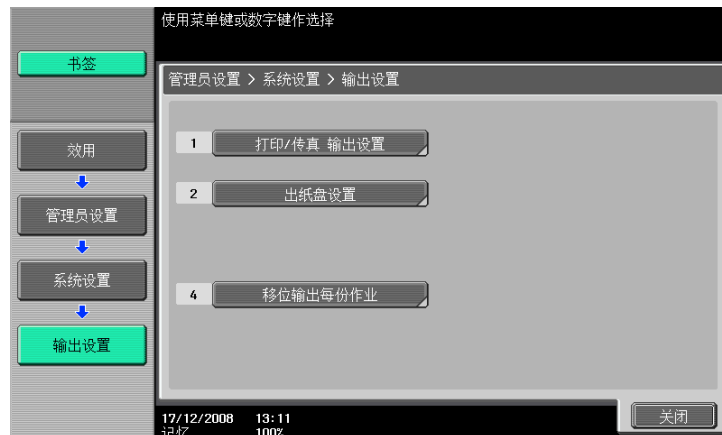 使用菜单键或数字键作选择
书签
管理员设置 > 系统设置 > 输出设置
效用
管理员设置
系统设置
输出设置
1 打印/传真 输出设置
2 出纸盘设置
4 移位输出每份作业
17/12/2008 13:11
记忆 100%
关闭